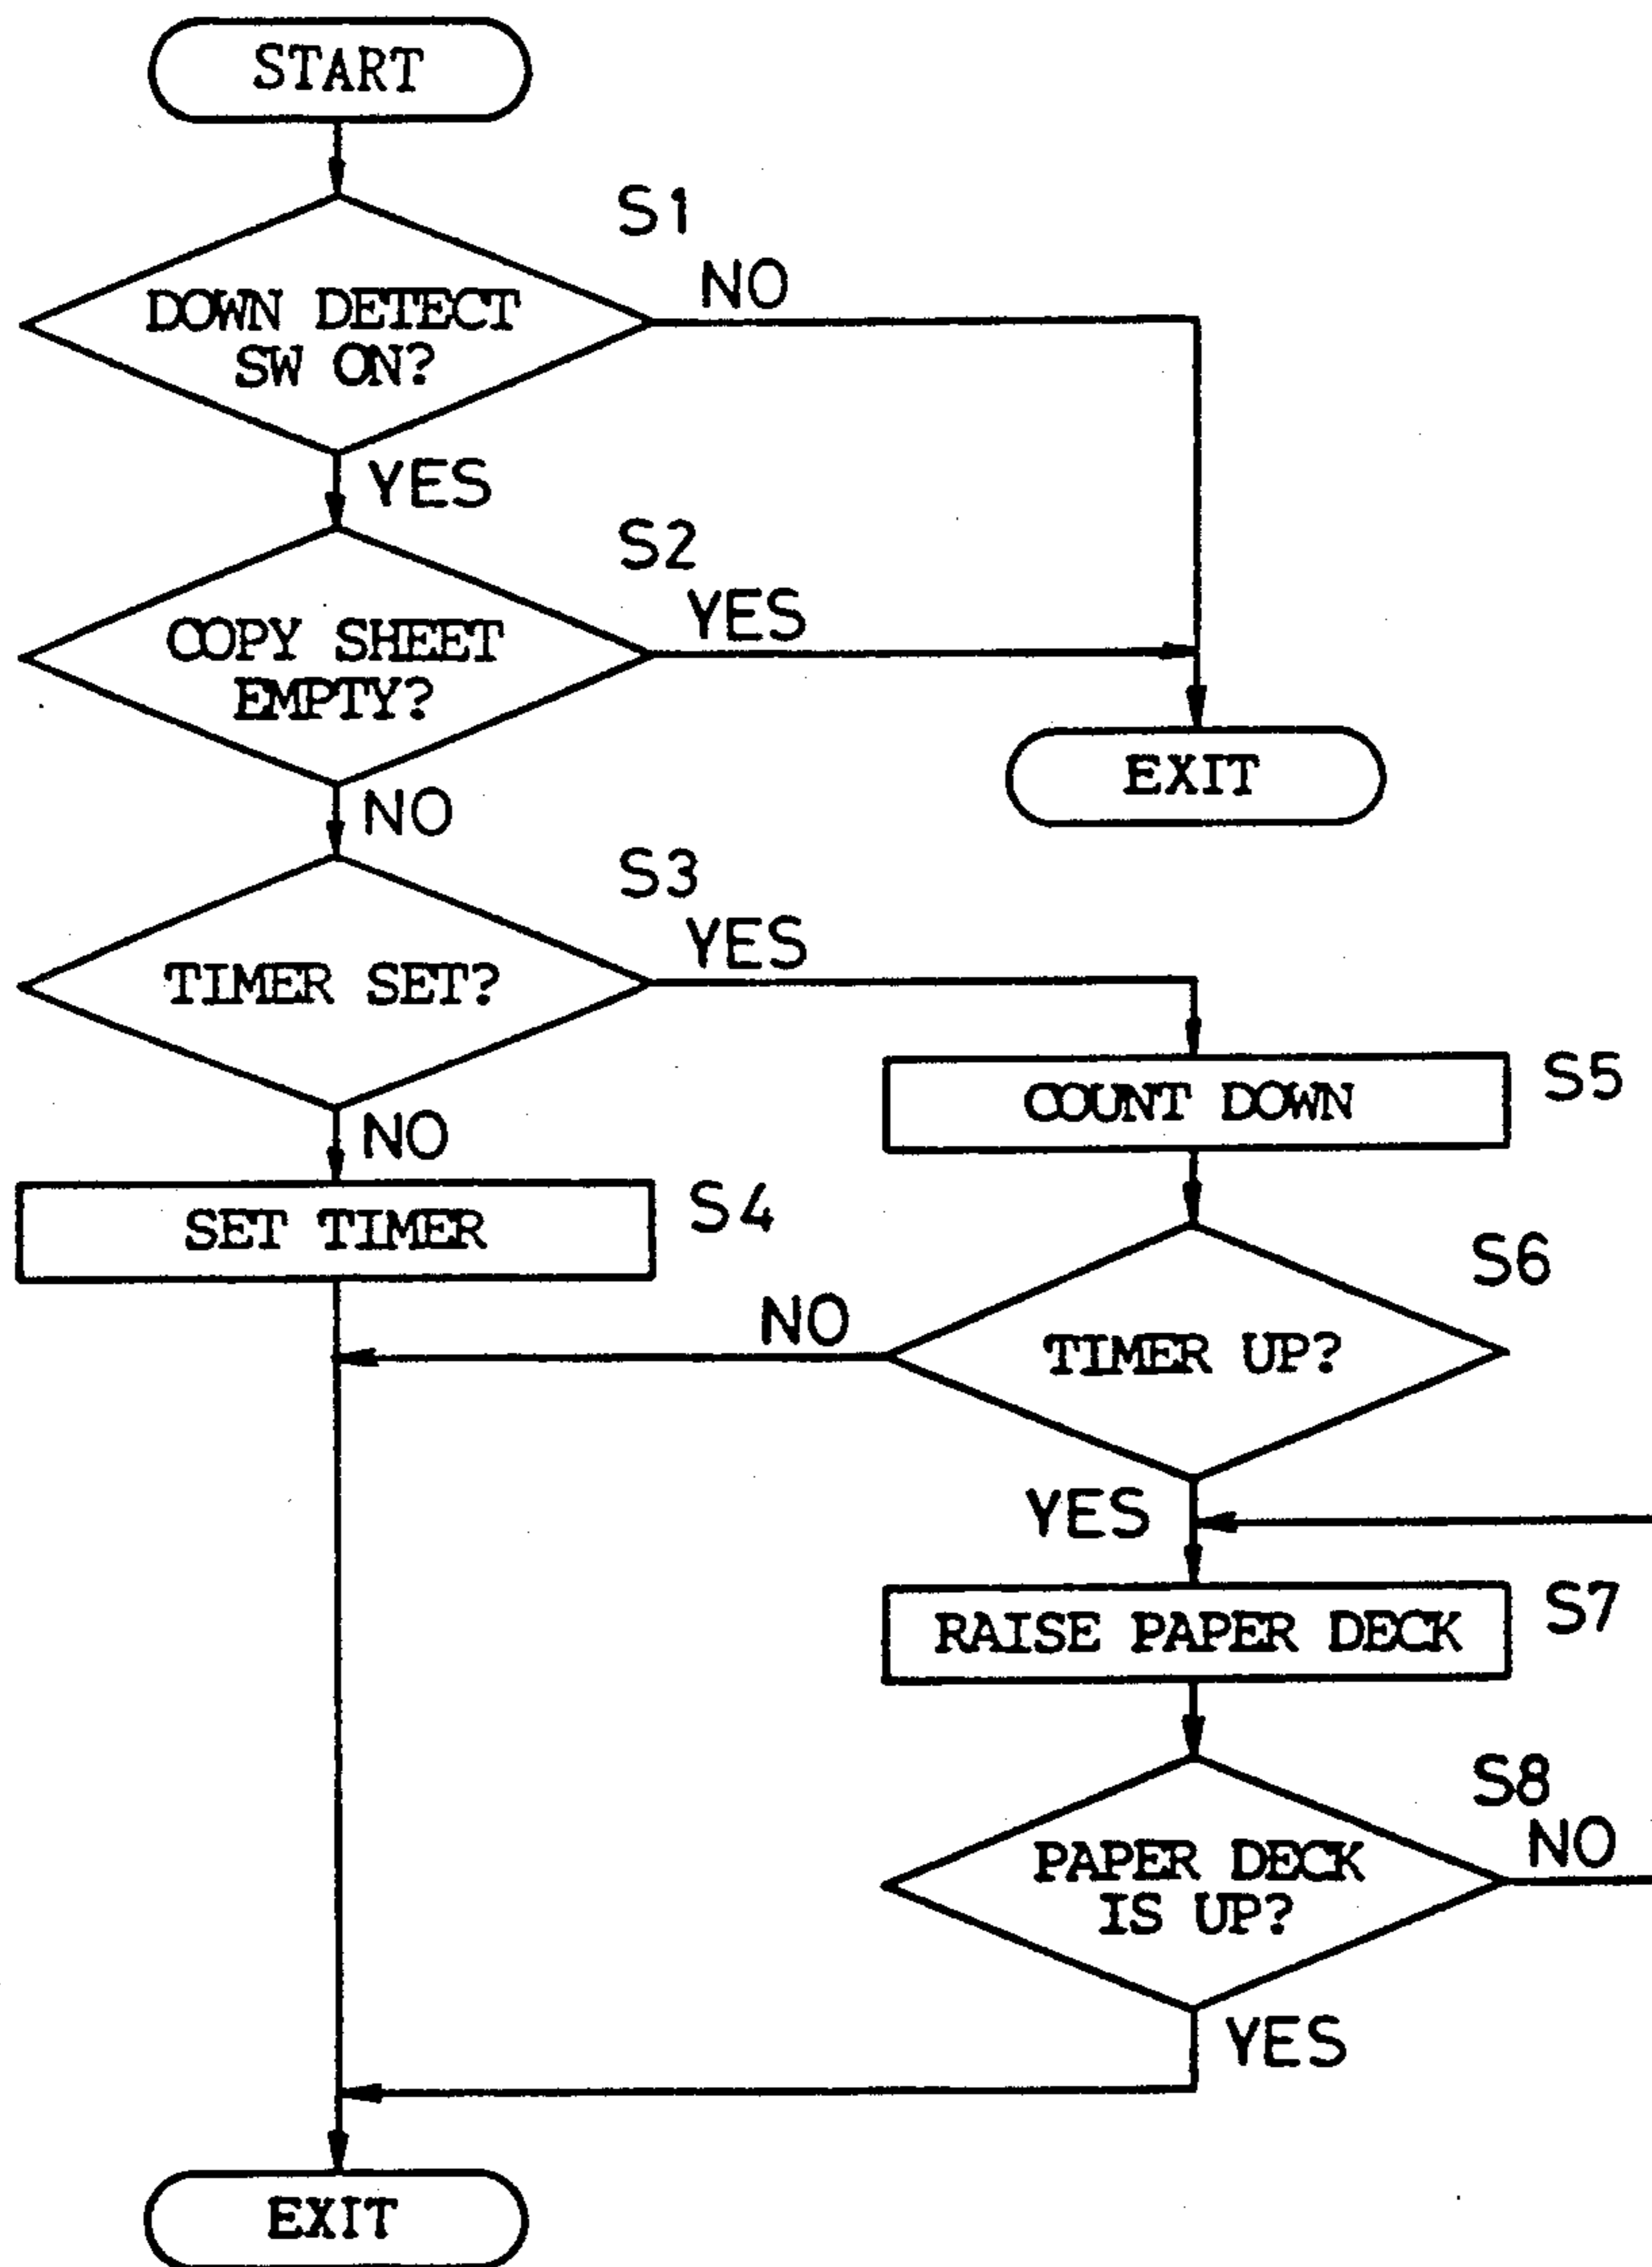 START
S1
NO
DOWN DETECT
SW ON?
YES
S2
YES
COPY SHEET
EMPTY?
EXIT
NO
S3
YES
TIMER SET?
COUNT DOWN
S5
NO
SET TIMER
S4
S6
NO
TIMER UP?
YES
RAISE PAPER DECK
S7
S8
NO
PAPER DECK
IS UP?
YES
EXIT